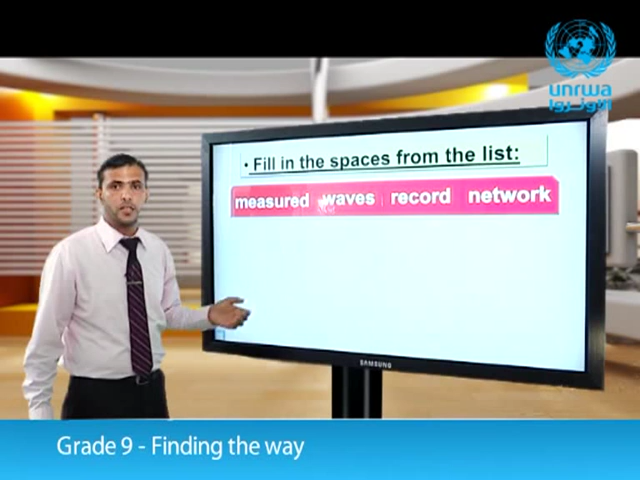 unrwa
الأونروا
• Fill in the spaces from the list:
measured waves record network
SAMSUNG
Grade 9 - Finding the way